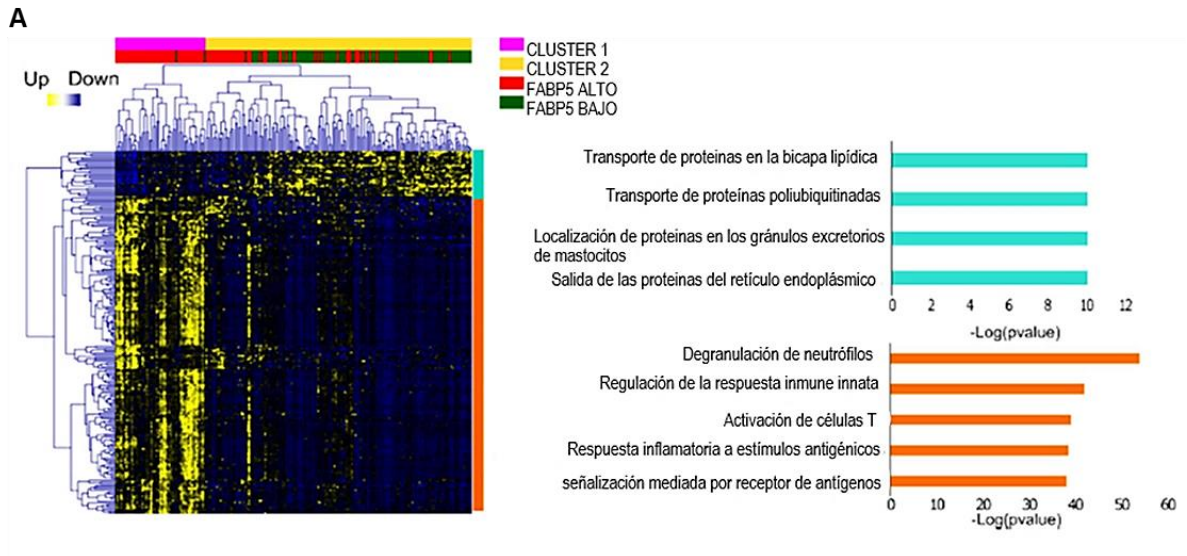 A
CLUSTER 1
CLUSTER 2
FABP5 ALTO
FABP5 BAJO
Up Down
Transporte de proteinas en la bicapa lipídica
Transporte de proteínas poliubiquitinadas
Localización de proteinas en los gránulos excretorios
de mastocitos
Salida de las proteinas del retículo endoplásmico
0 2 4 6 8 10 12
-Log(pvalue)
Degranulación de neutrófilos
Regulación de la respuesta inmune innata
Activación de células T
Respuesta inflamatoria a estímulos antigénicos
señalización mediada por receptor de antígenos
0 10 20 30 40 50 60
-Log(pvalue)